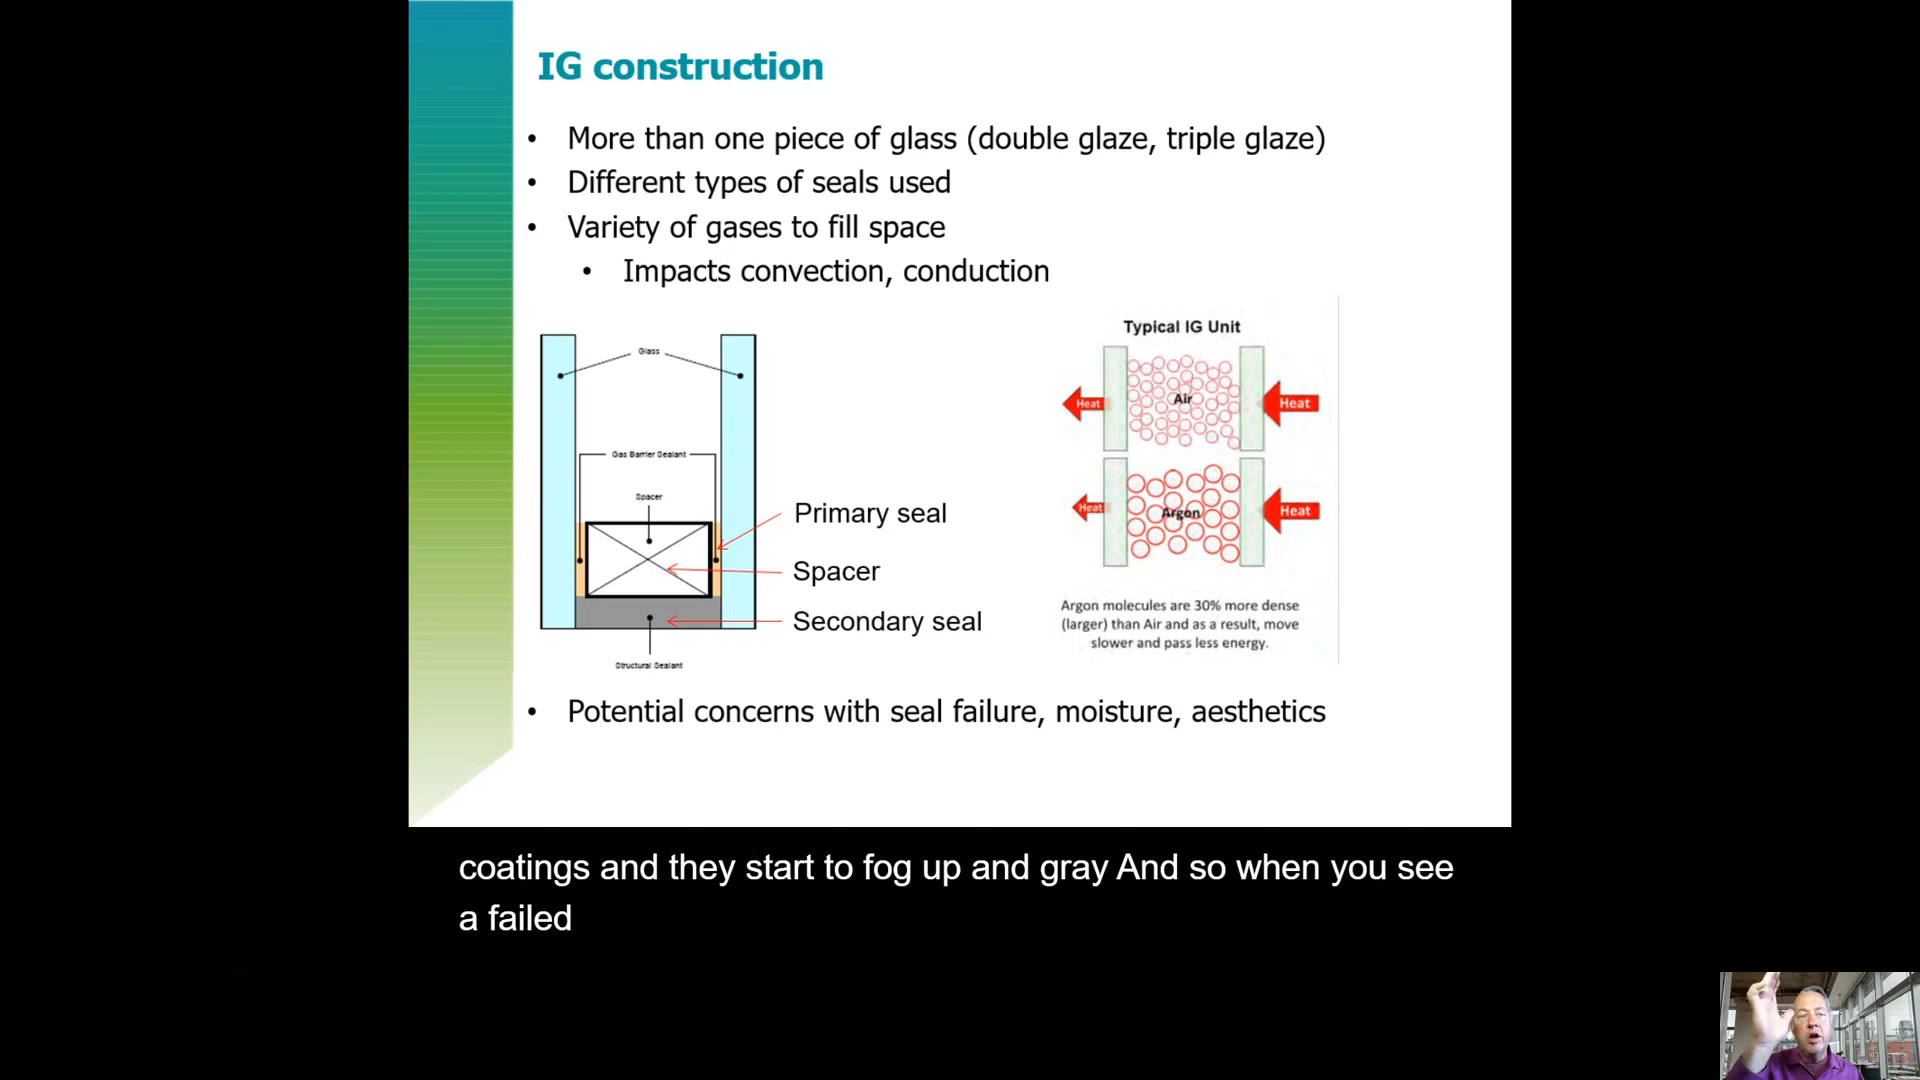 IG construction
• More than one piece of glass (double glaze, triple glaze)
• Different types of seals used
• Variety of gases to fill space
• Impacts convection, conduction
Glass
Gas Barrier Sealant
Spacer
Primary seal
Spacer
Secondary seal
Structural Sealant
Typical IG Unit
Heat
Air
Heat
Heat
Argon
Heat
Argon molecules are 30% more dense
(larger) than Air and as a result, move
slower and pass less energy.
• Potential concerns with seal failure, moisture, aesthetics
coatings and they start to fog up and gray And so when you see
a failed